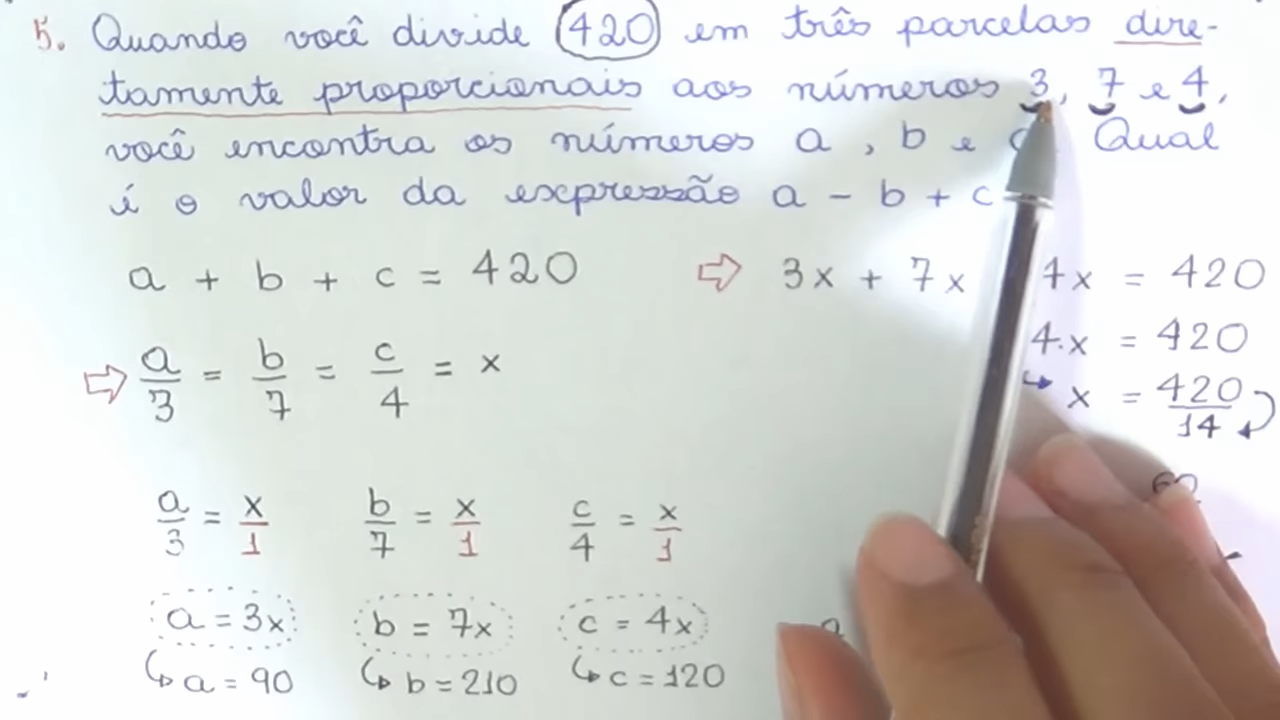 5. Quando você divide 420 em três parcelas dire-
tamente proporcionais aos números 3, 7 e 4,
você encontra os números a, b e Qual
é o valor da expressão a - b + c
a + b + c = 420
⇨ 3x + 7x 4x = 420
4.x = 420
↳ x = 420/14
⇨ a/3 = b/7 = c/4 = x
a/3 = x/1 b/7 = x/1 c/4 = x/1
a = 3x b = 7x c = 4x
↳ a = 90 ↳ b = 210 ↳ c = 120